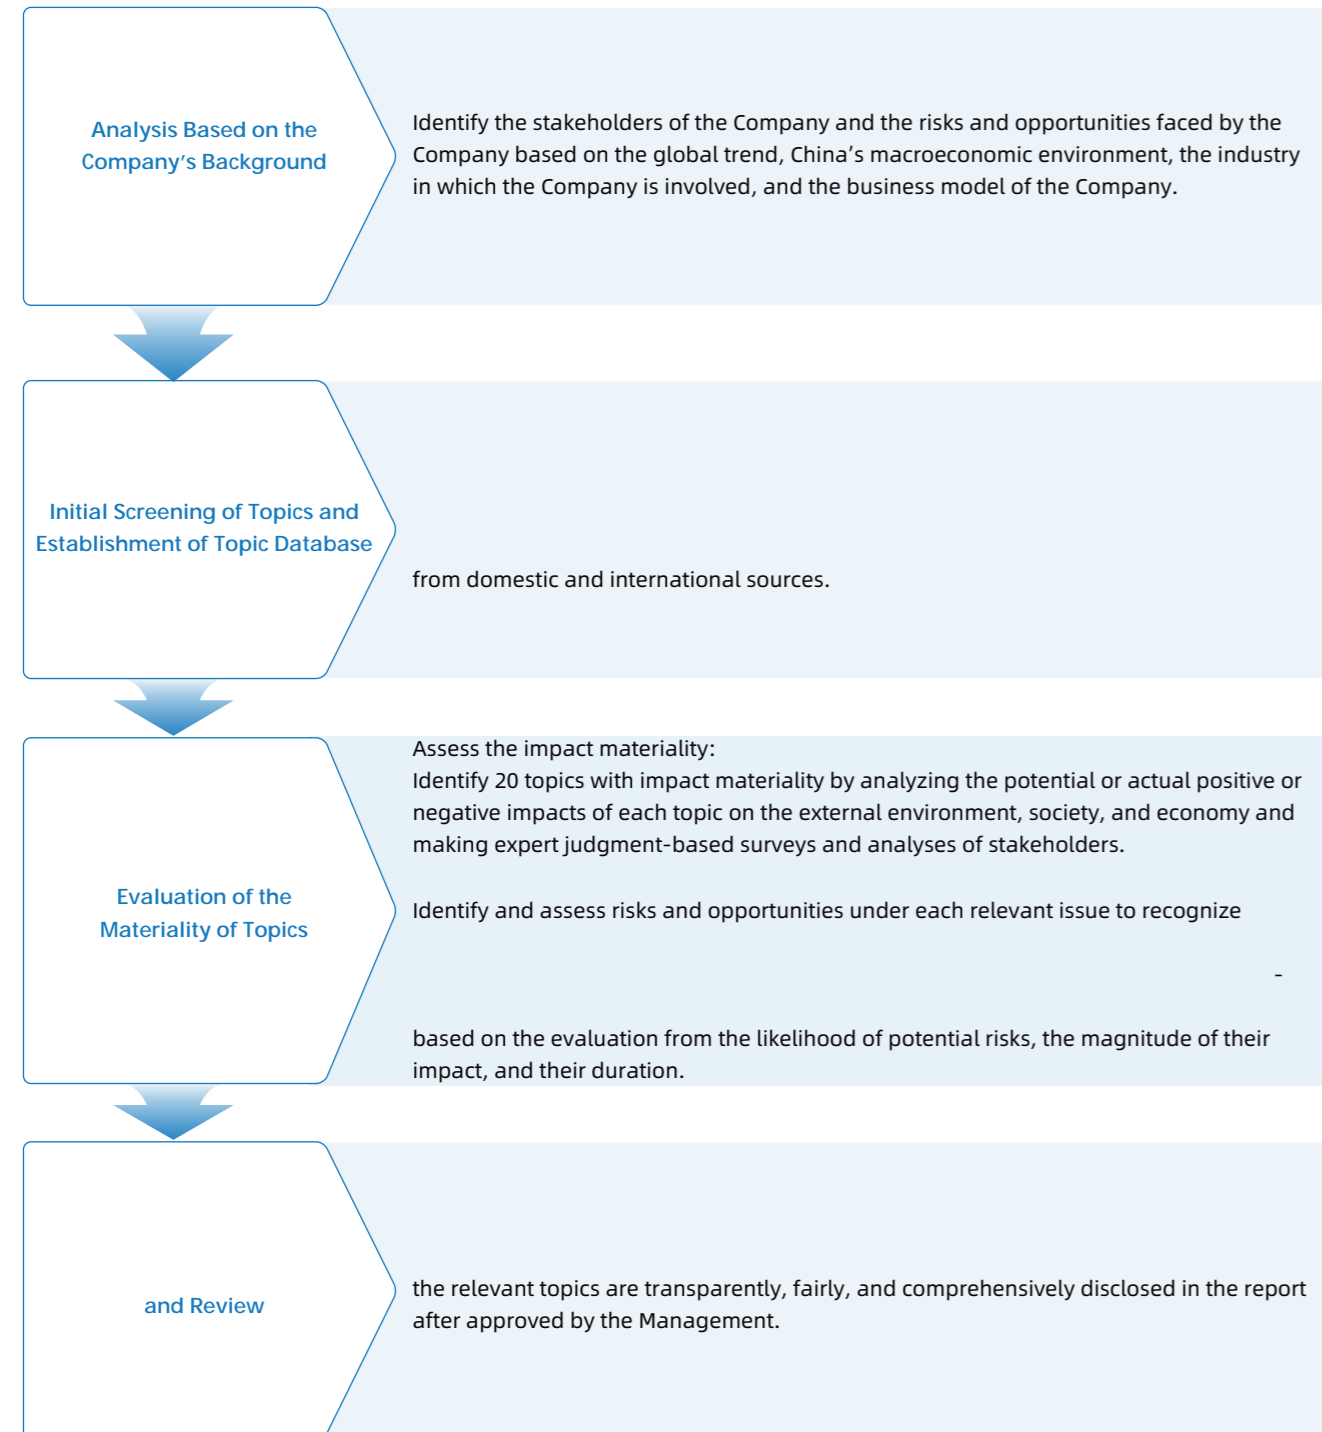 Analysis Based on the
Company's Background
Identify the stakeholders of the Company and the risks and opportunities faced by the
Company based on the global trend, China's macroeconomic environment, the industry
in which the Company is involved, and the business model of the Company.
Initial Screening of Topics and
Establishment of Topic Database
from domestic and international sources.
Evaluation of the
Materiality of Topics
Assess the impact materiality:
Identify 20 topics with impact materiality by analyzing the potential or actual positive or
negative impacts of each topic on the external environment, society, and economy and
making expert judgment-based surveys and analyses of stakeholders.
Identify and assess risks and opportunities under each relevant issue to recognize
-
based on the evaluation from the likelihood of potential risks, the magnitude of their
impact, and their duration.
and Review
the relevant topics are transparently, fairly, and comprehensively disclosed in the report
after approved by the Management.